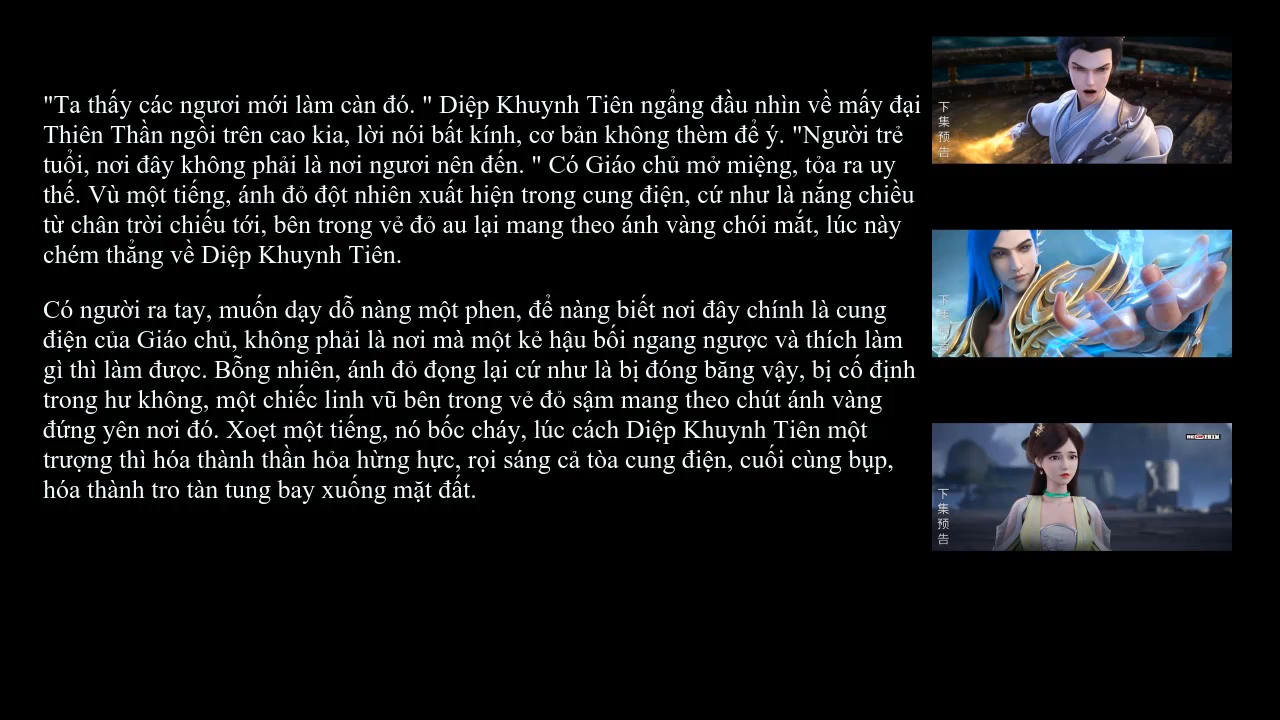 "Ta thấy các ngươi mới làm càn đó. " Diệp Khuynh Tiên ngẩng đầu nhìn về mấy đại
Thiên Thần ngồi trên cao kia, lời nói bất kính, cơ bản không thèm để ý. "Người trẻ
tuổi, nơi đây không phải là nơi ngươi nên đến. " Có Giáo chủ mở miệng, tỏa ra uy
thế. Vù một tiếng, ánh đỏ đột nhiên xuất hiện trong cung điện, cứ như là nắng chiều
từ chân trời chiếu tới, bên trong vẻ đỏ au lại mang theo ánh vàng chói mắt, lúc này
chém thẳng về Diệp Khuynh Tiên.
Có người ra tay, muốn dạy dỗ nàng một phen, để nàng biết nơi đây chính là cung
điện của Giáo chủ, không phải là nơi mà một kẻ hậu bối ngang ngược và thích làm
gì thì làm được. Bỗng nhiên, ánh đỏ đọng lại cứ như là bị đóng băng vậy, bị cố định
trong hư không, một chiếc linh vũ bên trong vẻ đỏ sậm mang theo chút ánh vàng
đứng yên nơi đó. Xoẹt một tiếng, nó bốc cháy, lúc cách Diệp Khuynh Tiên một
trượng thì hóa thành thần hỏa hừng hực, rọi sáng cả tòa cung điện, cuối cùng bụp,
hóa thành tro tàn tung bay xuống mặt đất.
下集预告
下集预告
下集预告